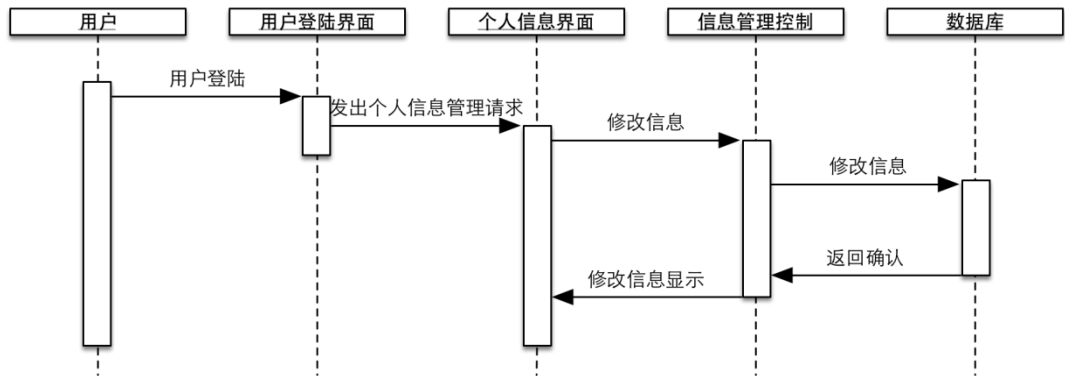 用户
用户登陆界面
个人信息界面
信息管理控制
数据库
用户登陆
发出个人信息管理请求
修改信息
修改信息
返回确认
修改信息显示